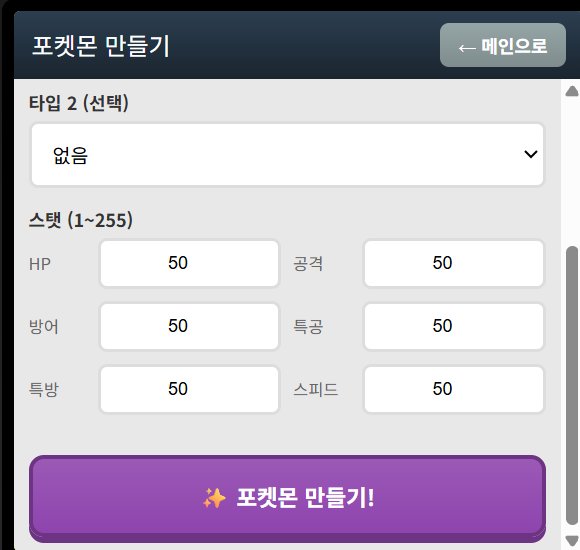 포켓몬 만들기
← 메인으로
타입 2 (선택)
없음
스탯 (1~255)
HP 50 공격 50
방어 50 특공 50
특방 50 스피드 50
✨ 포켓몬 만들기!